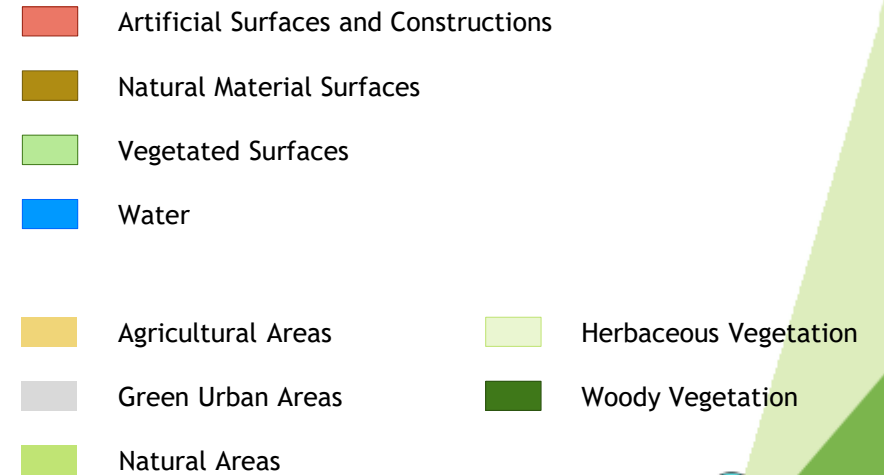 Artificial Surfaces and Constructions
Natural Material Surfaces
Vegetated Surfaces
Water
Agricultural Areas
Green Urban Areas
Natural Areas
Herbaceous Vegetation
Woody Vegetation